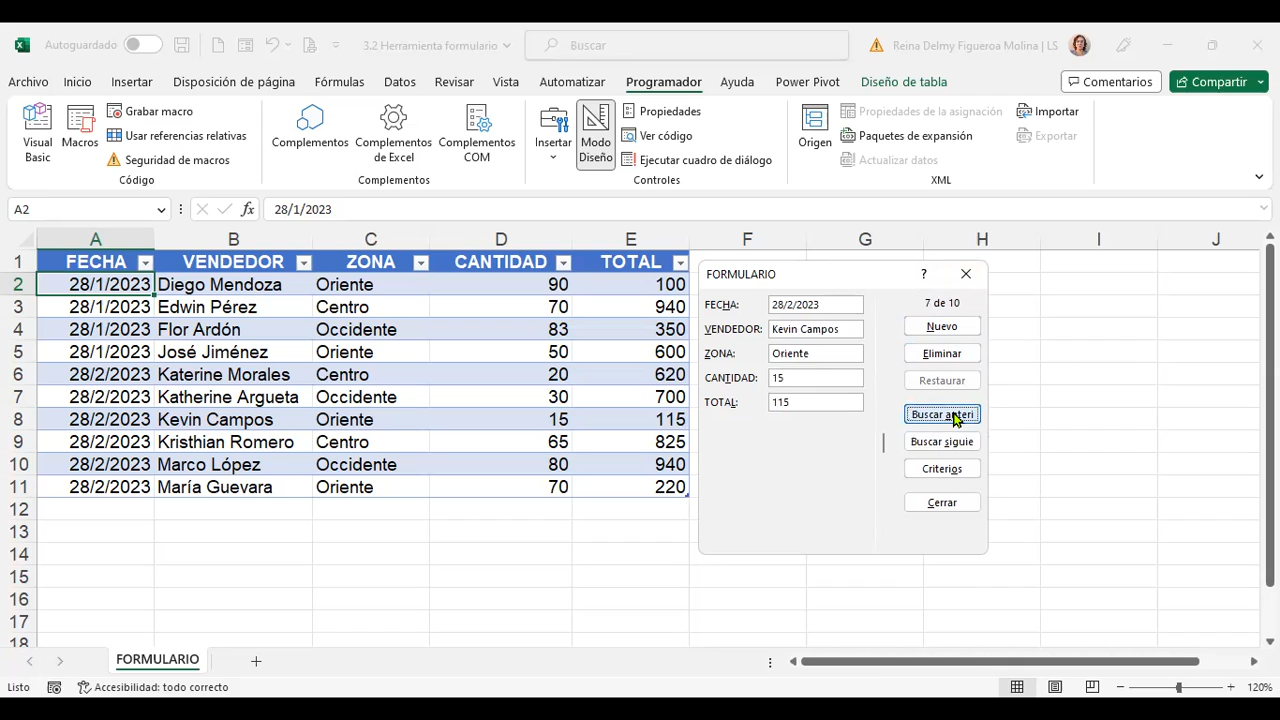 Autoguardado 3.2 Herramienta formulario Buscar Reina Delmy Figueroa Molina | LS
Archivo Inicio Insertar Disposición de página Fórmulas Datos Revisar Vista Automatizar Programador Ayuda Power Pivot Diseño de tabla Comentarios Compartir
Visual Basic
Macros
Grabar macro
Usar referencias relativas
Seguridad de macros
Código
Complementos
Complementos de Excel
Complementos COM
Complementos
Insertar
Modo Diseño
Propiedades
Ver código
Ejecutar cuadro de diálogo
Controles
Origen
Propiedades de la asignación
Paquetes de expansión
Actualizar datos
Importar
Exportar
XML
A2 fx 28/1/2023
A B C D E F G H I J
1 FECHA VENDEDOR ZONA CANTIDAD TOTAL
2 28/1/2023 Diego Mendoza Oriente 90 100
3 28/1/2023 Edwin Pérez Centro 70 940
4 28/1/2023 Flor Ardón Occidente 83 350
5 28/1/2023 José Jiménez Oriente 50 600
6 28/2/2023 Katerine Morales Centro 20 620
7 28/2/2023 Katherine Argueta Occidente 30 700
8 28/2/2023 Kevin Campos Oriente 15 115
9 28/2/2023 Kristhian Romero Centro 65 825
10 28/2/2023 Marco López Occidente 80 940
11 28/2/2023 María Guevara Oriente 70 220
12
13
14
15
16
17
18
FORMULARIO ?
FECHA: 28/2/2023
VENDEDOR: Kevin Campos
ZONA: Oriente
CANTIDAD: 15
TOTAL: 115
7 de 10
Nuevo
Eliminar
Restaurar
Buscar anteri
Buscar siguie
Criterios
Cerrar
FORMULARIO
Listo Accesibilidad: todo correcto 120%